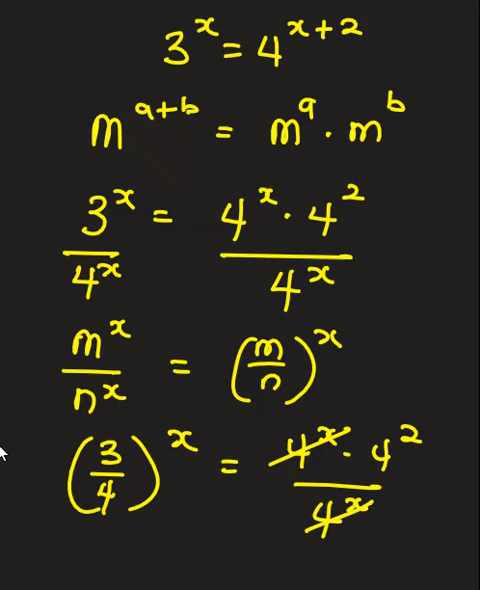 3^x = 4^{x+2}
m^{a+b} = m^a · m^b
3^x/4^x = 4^x · 4^2/4^x
m^x/n^x = (m/n)^x
(3/4)^x = 4^x · 4^2/4^x